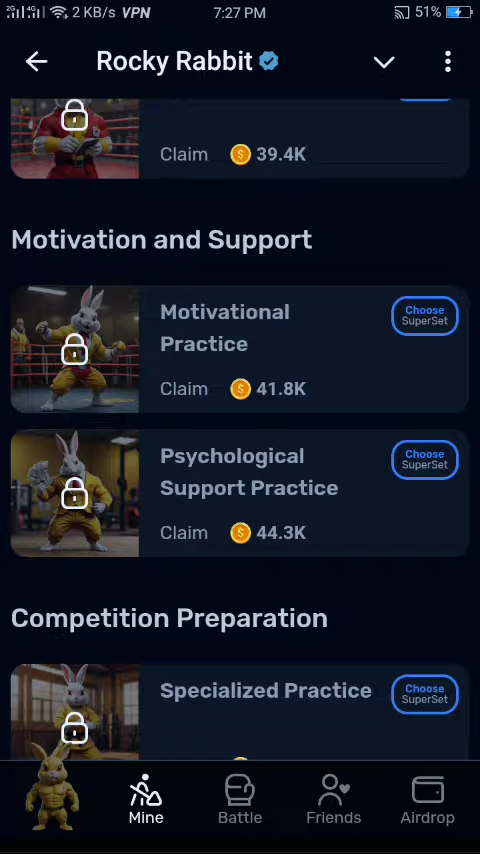 2G 4G 2 KB/s VPN 7:27 PM 51%
Rocky Rabbit
Claim 39.4K
Motivation and Support
Motivational
Practice
Choose
SuperSet
Claim 41.8K
Psychological
Support Practice
Choose
SuperSet
Claim 44.3K
Competition Preparation
Specialized Practice
Choose
SuperSet
Mine Battle Friends Airdrop